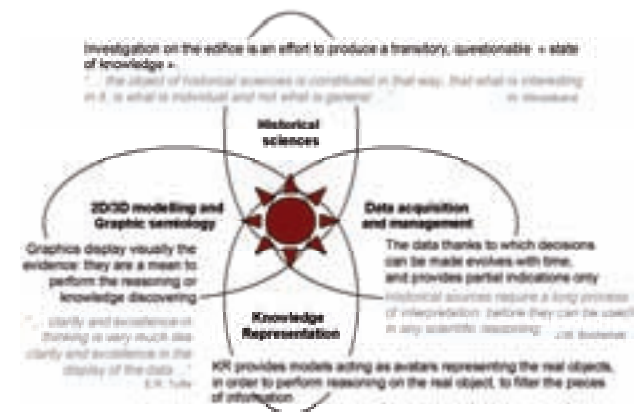 Investigation on the edifice is an effort to produce a transitory, questionable « state
of knowledge ».
"... the object of historical sciences is constituted in that way, that what is interesting
in it, is what is individual and not what is general ..."
Historical
sciences
2D/3D modelling and
Graphic semiology
Data acquisition
and management
Graphics display visually the
evidence: they are a mean to
perform the reasoning or
knowledge discovering
The data thanks to which decisions
can be made evolves with time,
and provides partial indications only
Historical sources require a long process
of interpretation before they can be used
in any scientific reasoning
"... clarity and excellence in
thinking is very much like
clarity and excellence in the
display of the data ..."
E.R. Tufte
Knowledge
Representation
KR provides models acting as avatars representing the real objects,
in order to perform reasoning on the real object, to filter the pieces
of information